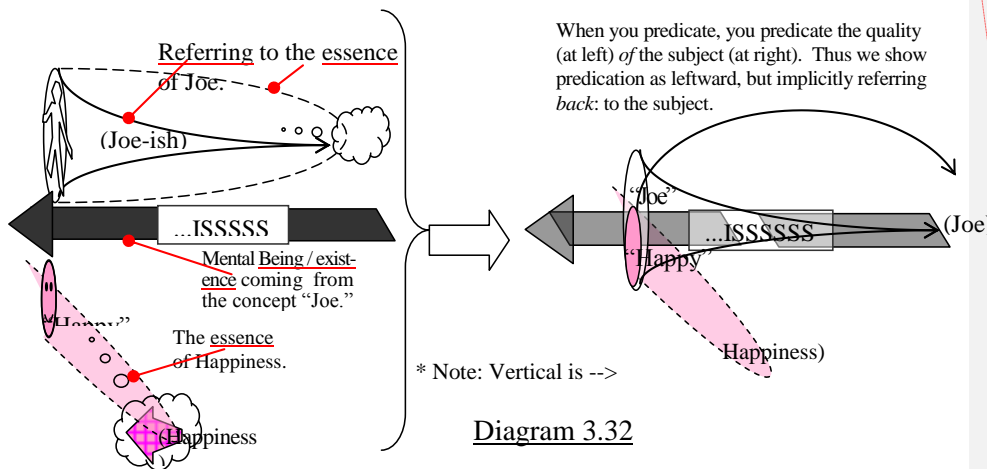 Referring to the essence
of Joe.
(Joe-ish)
...ISSSSS
Mental Being / exist-
ence coming from
the concept “Joe.”
“Happy”
The essence
of Happiness.
(Happiness
When you predicate, you predicate the quality
(at left) of the subject (at right). Thus we show
predication as leftward, but implicitly referring
back: to the subject.
“Joe”
...ISSSSSS
(Joe
“Happy”
Happiness)
* Note: Vertical is -->
Diagram 3.32